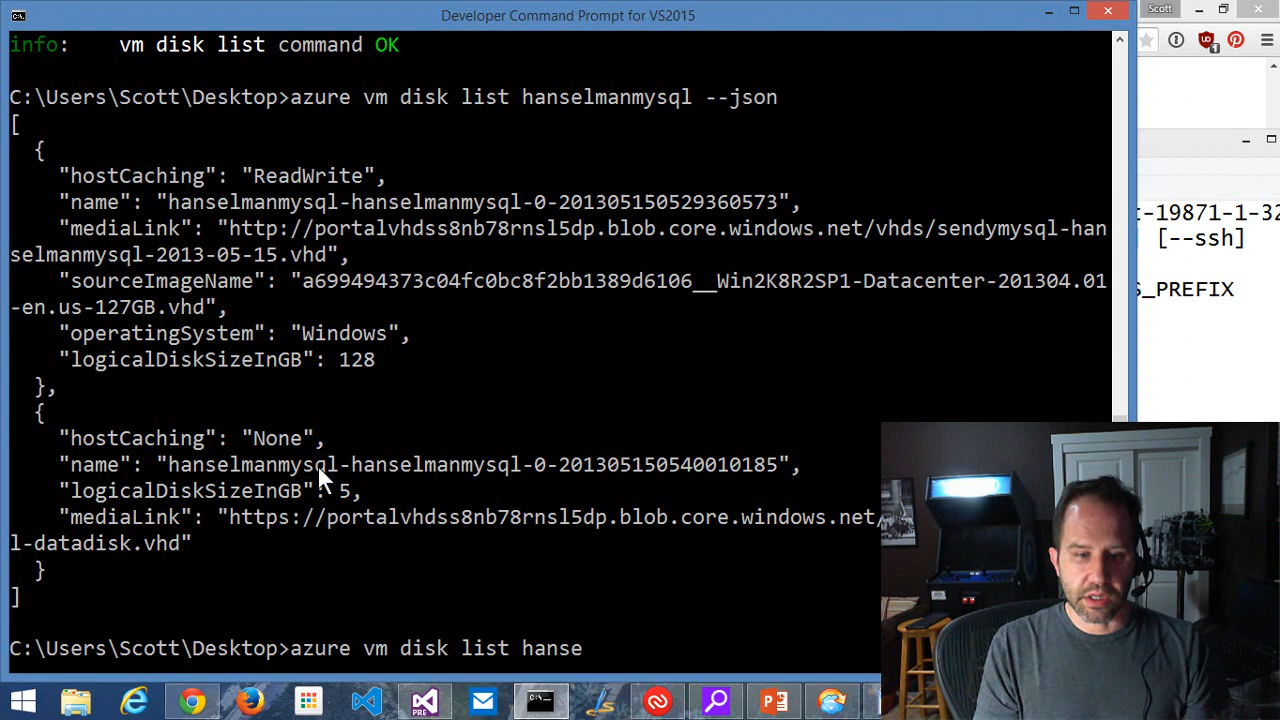 Developer Command Prompt for VS2015
Scott
info:    vm disk list command OK
C:\Users\Scott\Desktop>azure vm disk list hanselmanmysql --json
[
{
"hostCaching": "ReadWrite",
"name": "hanselmanmysql-hanselmanmysql-0-201305150529360573",
"mediaLink": "http://portalvhdss8nb78rnsl5dp.blob.core.windows.net/vhds/sendymysql-han
selmanmysql-2013-05-15.vhd",
"sourceImageName": "a699494373c04fc0bc8f2bb1389d6106__Win2K8R2SP1-Datacenter-201304.01
-en.us-127GB.vhd",
"operatingSystem": "Windows",
"logicalDiskSizeInGB": 128
},
{
"hostCaching": "None",
"name": "hanselmanmysql-hanselmanmysql-0-201305150540010185",
"logicalDiskSizeInGB": 5,
"mediaLink": "https://portalvhdss8nb78rnsl5dp.blob.core.windows.net/
l-datadisk.vhd"
}
]
C:\Users\Scott\Desktop>azure vm disk list hanse
-19871-1-32
[--ssh]
S_PREFIX